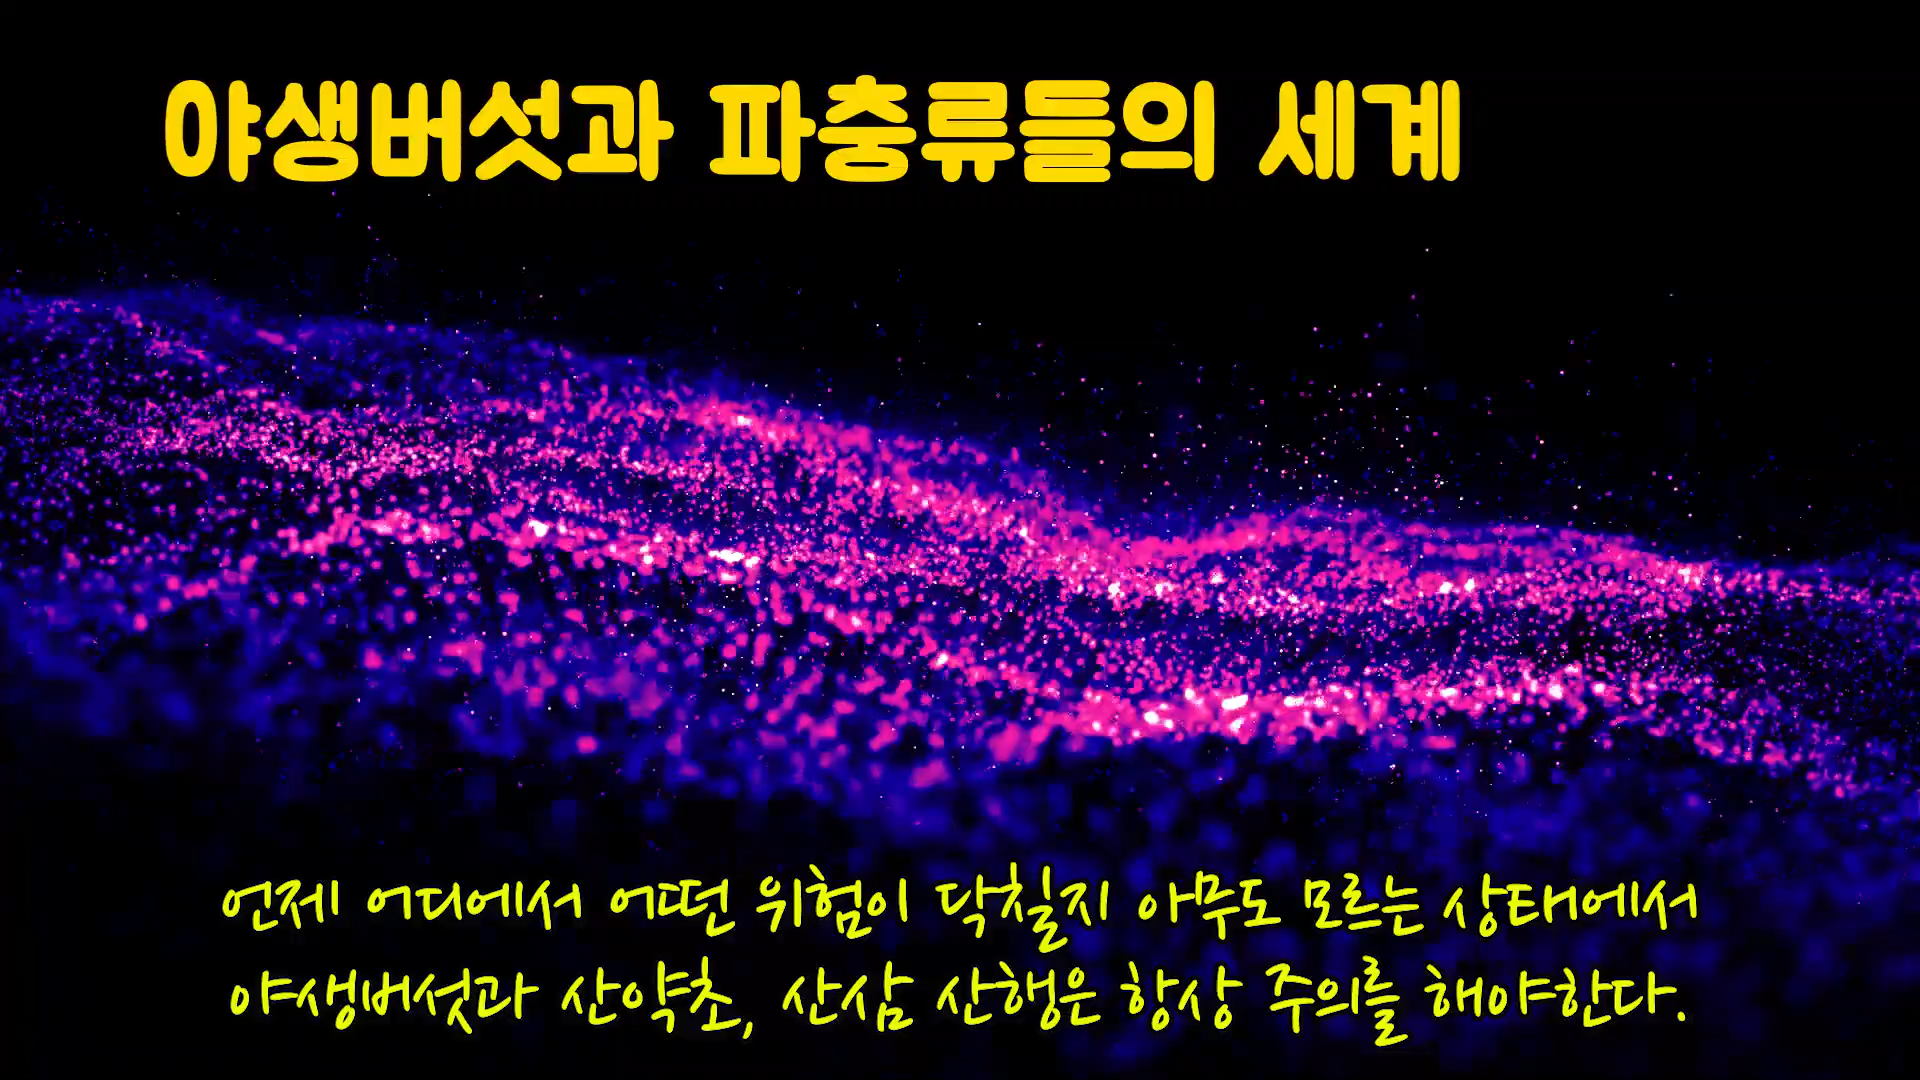 야생버섯과 파충류들의 세계
언제 어디에서 어떤 위험이 닥칠지 아무도 모르는 상태에서
야생버섯과 산약초, 산삼 산행은 항상 주의를 해야한다.